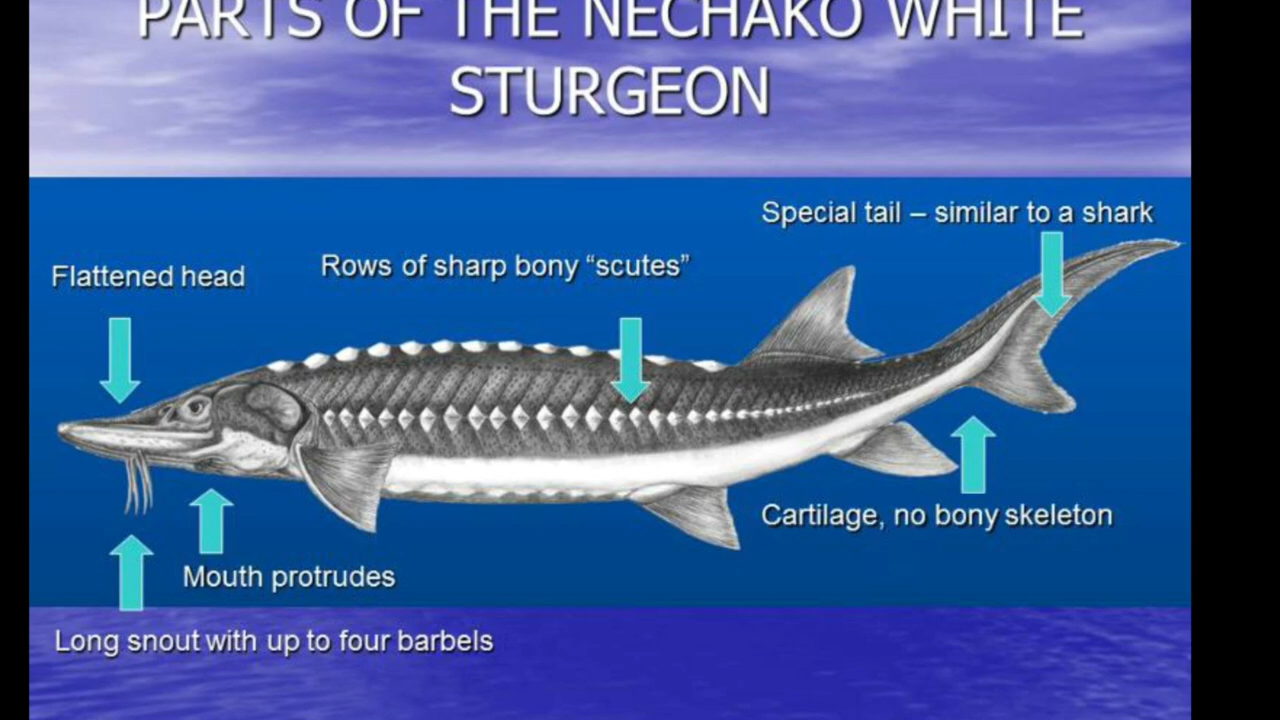 PARTS OF THE NECHAKO WHITE
STURGEON
Special tail – similar to a shark
Flattened head
Rows of sharp bony “scutes”
Cartilage, no bony skeleton
Mouth protrudes
Long snout with up to four barbels